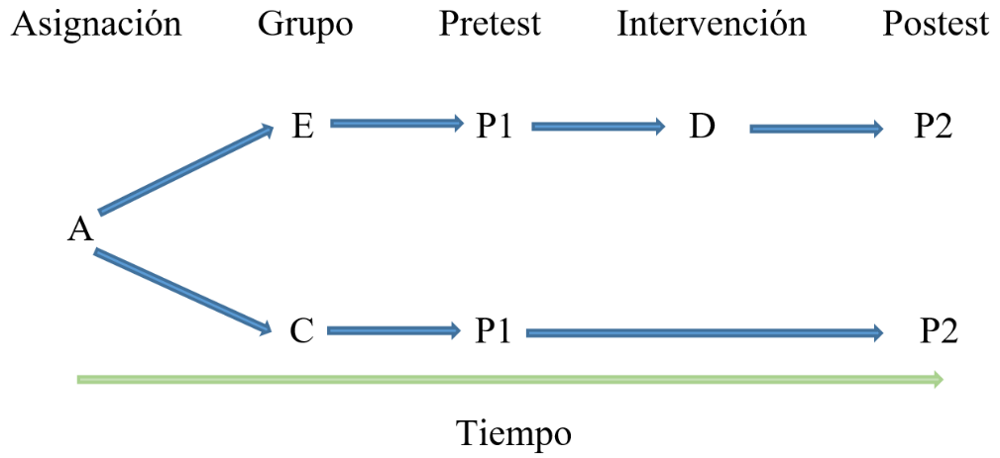 Asignación Grupo Pretest Intervención Postest
E P1 D P2
A
C P1 P2
Tiempo